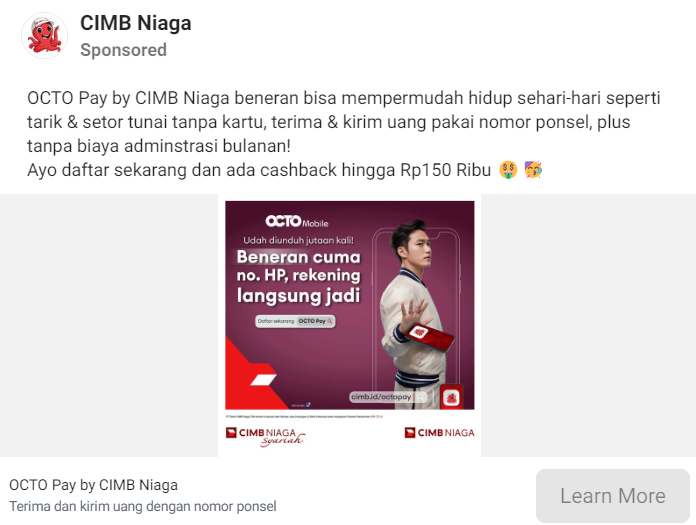 CIMB Niaga
Sponsored
OCTO Pay by CIMB Niaga beneran bisa mempermudah hidup sehari-hari seperti
tarik & setor tunai tanpa kartu, terima & kirim uang pakai nomor ponsel, plus
tanpa biaya adminstrasi bulanan!
Ayo daftar sekarang dan ada cashback hingga Rp150 Ribu 🤑 🥳
OCTO Mobile
Udah diunduh jutaan kali!
Beneran cuma
no. HP, rekening
langsung jadi
Daftar sekarang OCTO Pay
cimb.id/octopay
CIMB NIAGA
syariah
CIMB NIAGA
OCTO Pay by CIMB Niaga
Terima dan kirim uang dengan nomor ponsel
Learn More